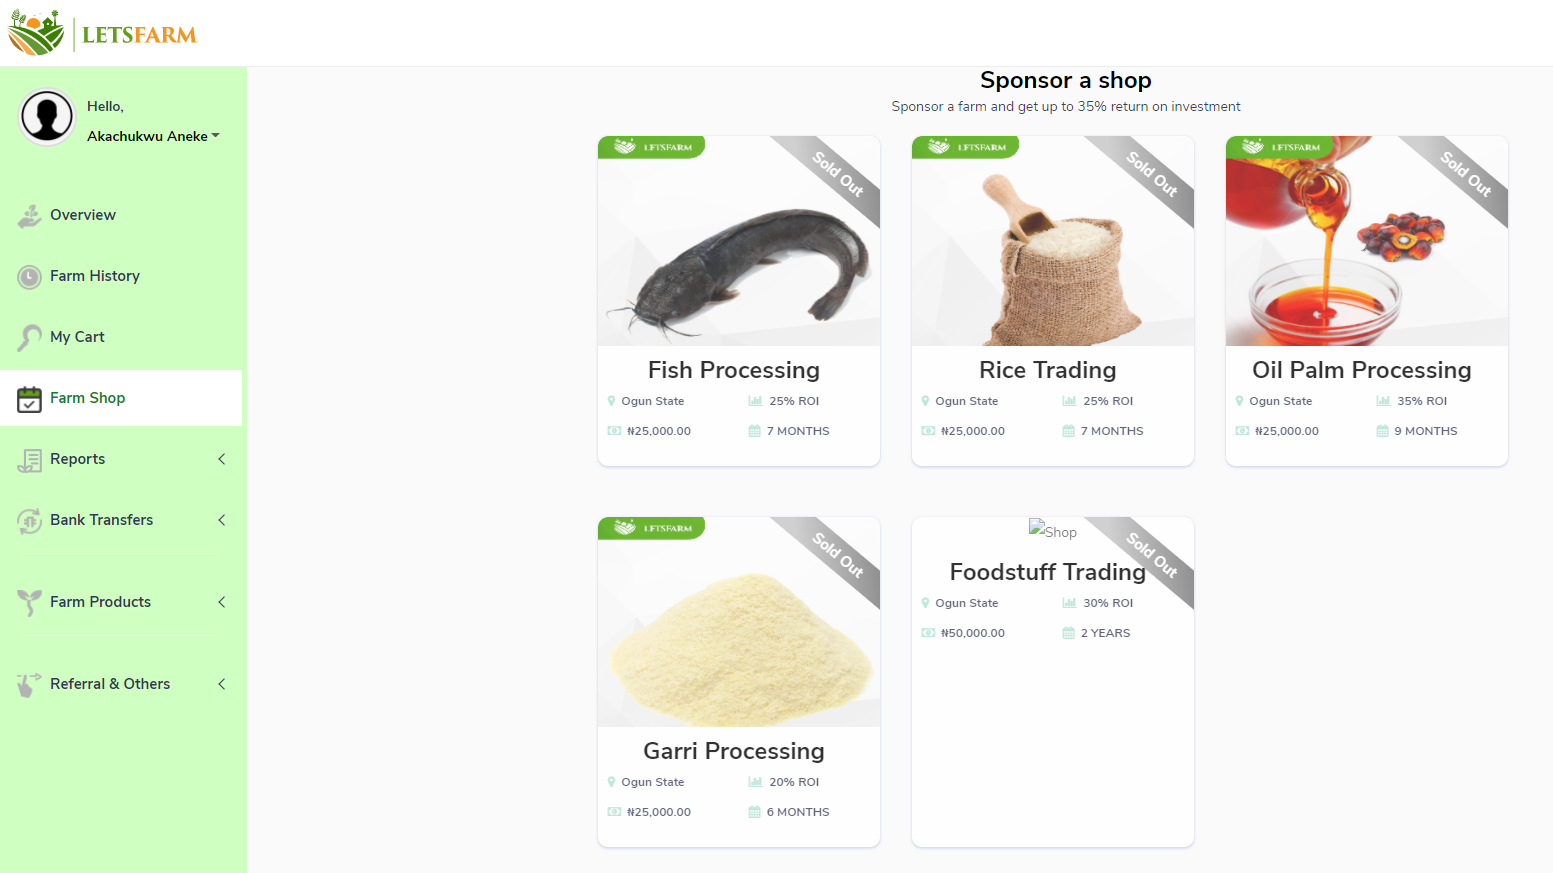 LETSFARM
Hello,
Akachukwu Aneke
Overview
Farm History
My Cart
Farm Shop
Reports
Bank Transfers
Farm Products
Referral & Others
Sponsor a shop
Sponsor a farm and get up to 35% return on investment
LETSFARM
Sold Out
Fish Processing
Ogun State
25% ROI
₦25,000.00
7 MONTHS
LETSFARM
Sold Out
Rice Trading
Ogun State
25% ROI
₦25,000.00
7 MONTHS
LETSFARM
Sold Out
Oil Palm Processing
Ogun State
35% ROI
₦25,000.00
9 MONTHS
LETSFARM
Sold Out
Garri Processing
Ogun State
20% ROI
₦25,000.00
6 MONTHS
Shop
Sold Out
Foodstuff Trading
Ogun State
30% ROI
₦50,000.00
2 YEARS